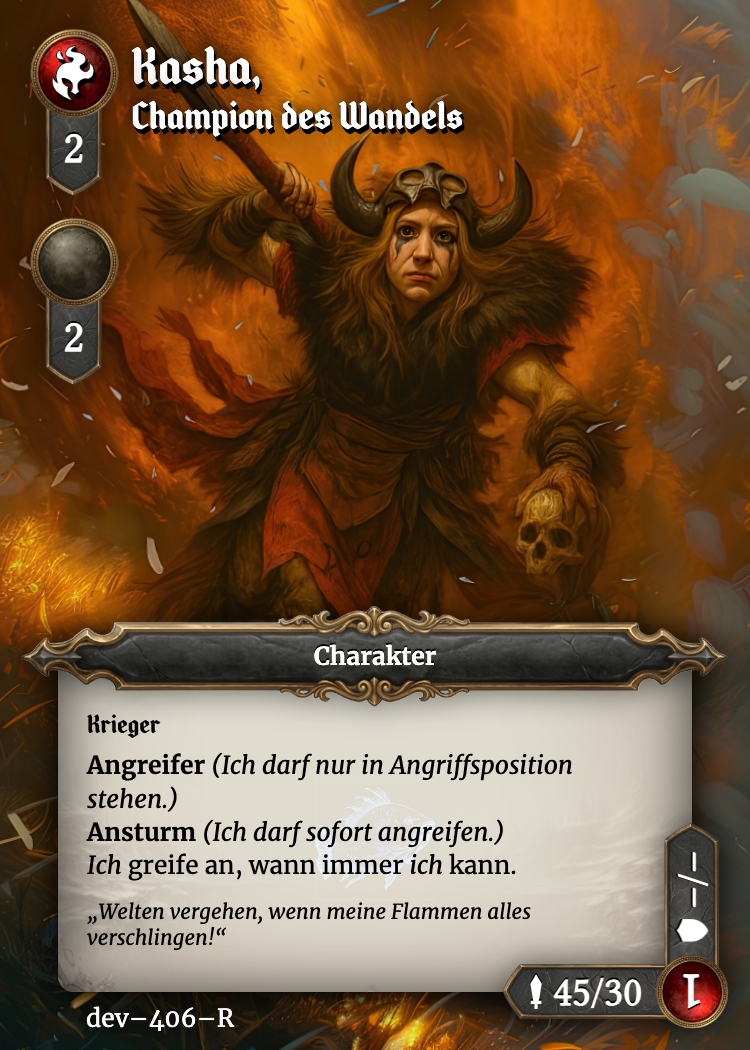 Kasha,
Champion des Wandels
2
2
Charakter
Krieger
Angreifer (Ich darf nur in Angriffsposition
stehen.)
Ansturm (Ich darf sofort angreifen.)
Ich greife an, wann immer ich kann.
„Welten vergehen, wenn meine Flammen alles
verschlingen!“
–/–
45/30
1
dev–406–R